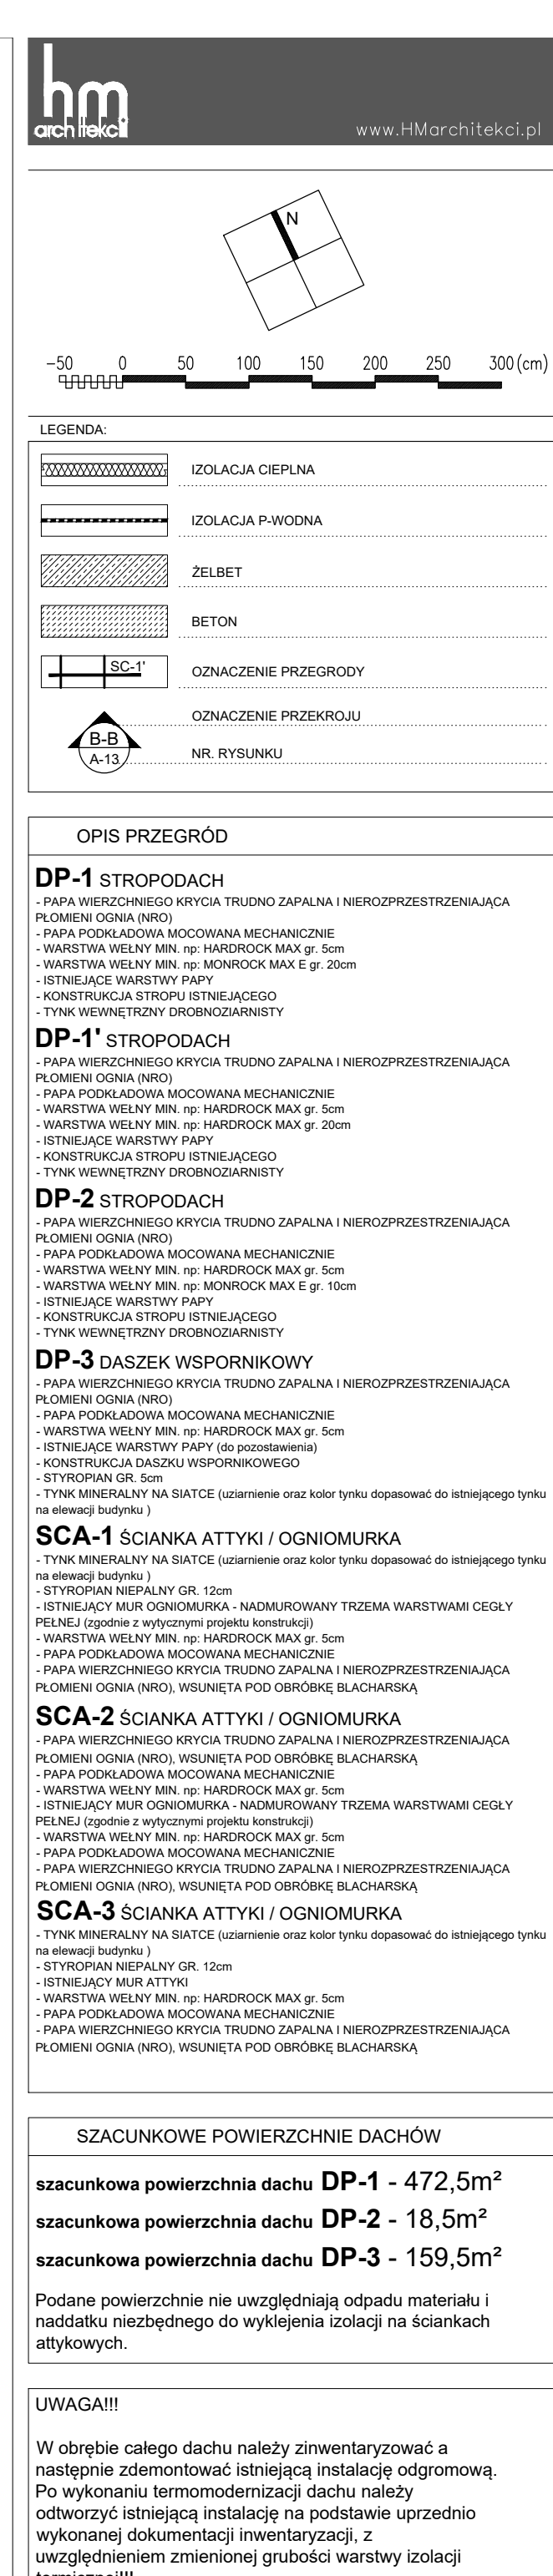 hm
architekci
www.HMarchitekci.pl
N
-50 0 50 100 150 200 250 300 (cm)
LEGENDA:
IZOLACJA CIEPLNA
IZOLACJA P-WODNA
ŻELBET
BETON
SC-1' OZNACZENIE PRZEGRODY
OZNACZENIE PRZEKROJU
B-B
A-13 NR. RYSUNKU
OPIS PRZEGRÓD
DP-1 STROPODACH
- PAPA WIERZCHNIEGO KRYCIA TRUDNO ZAPALNA I NIEROZPRZESTRZENIAJĄCA
PŁOMIENI OGNIA (NRO)
- PAPA PODKŁADOWA MOCOWANA MECHANICZNIE
- WARSTWA WEŁNY MIN. np: HARDROCK MAX gr. 5cm
- WARSTWA WEŁNY MIN. np: MONROCK MAX E gr. 20cm
- ISTNIEJĄCE WARSTWY PAPY
- KONSTRUKCJA STROPU ISTNIEJĄCEGO
- TYNK WEWNĘTRZNY DROBNOZIARNISTY
DP-1' STROPODACH
- PAPA WIERZCHNIEGO KRYCIA TRUDNO ZAPALNA I NIEROZPRZESTRZENIAJĄCA
PŁOMIENI OGNIA (NRO)
- PAPA PODKŁADOWA MOCOWANA MECHANICZNIE
- WARSTWA WEŁNY MIN. np: HARDROCK MAX gr. 5cm
- WARSTWA WEŁNY MIN. np: HARDROCK MAX gr. 20cm
- ISTNIEJĄCE WARSTWY PAPY
- KONSTRUKCJA STROPU ISTNIEJĄCEGO
- TYNK WEWNĘTRZNY DROBNOZIARNISTY
DP-2 STROPODACH
- PAPA WIERZCHNIEGO KRYCIA TRUDNO ZAPALNA I NIEROZPRZESTRZENIAJĄCA
PŁOMIENI OGNIA (NRO)
- PAPA PODKŁADOWA MOCOWANA MECHANICZNIE
- WARSTWA WEŁNY MIN. np: HARDROCK MAX gr. 5cm
- WARSTWA WEŁNY MIN. np: MONROCK MAX E gr. 10cm
- ISTNIEJĄCE WARSTWY PAPY
- KONSTRUKCJA STROPU ISTNIEJĄCEGO
- TYNK WEWNĘTRZNY DROBNOZIARNISTY
DP-3 DASZEK WSPORNIKOWY
- PAPA WIERZCHNIEGO KRYCIA TRUDNO ZAPALNA I NIEROZPRZESTRZENIAJĄCA
PŁOMIENI OGNIA (NRO)
- PAPA PODKŁADOWA MOCOWANA MECHANICZNIE
- WARSTWA WEŁNY MIN. np: HARDROCK MAX gr. 5cm
- ISTNIEJĄCE WARSTWY PAPY (do pozostawienia)
- KONSTRUKCJA DASZKU WSPORNIKOWEGO
- STYROPIAN GR. 5cm
- TYNK MINERALNY NA SIATCE (uziarnienie oraz kolor tynku dopasować do istniejącego tynku
na elewacji budynku )
SCA-1 ŚCIANKA ATTYKI / OGNIOMURKA
- TYNK MINERALNY NA SIATCE (uziarnienie oraz kolor tynku dopasować do istniejącego tynku
na elewacji budynku )
- STYROPIAN NIEPALNY GR. 12cm
- ISTNIEJĄCY MUR OGNIOMURKA - NADMUROWANY TRZEMA WARSTWAMI CEGŁY
PEŁNEJ (zgodnie z wytycznymi projektu konstrukcji)
- WARSTWA WEŁNY MIN. np: HARDROCK MAX gr. 5cm
- PAPA PODKŁADOWA MOCOWANA MECHANICZNIE
- PAPA WIERZCHNIEGO KRYCIA TRUDNO ZAPALNA I NIEROZPRZESTRZENIAJĄCA
PŁOMIENI OGNIA (NRO), WSUNIĘTA POD OBRÓBKĘ BLACHARSKĄ
SCA-2 ŚCIANKA ATTYKI / OGNIOMURKA
- PAPA WIERZCHNIEGO KRYCIA TRUDNO ZAPALNA I NIEROZPRZESTRZENIAJĄCA
PŁOMIENI OGNIA (NRO), WSUNIĘTA POD OBRÓBKĘ BLACHARSKĄ
- PAPA PODKŁADOWA MOCOWANA MECHANICZNIE
- WARSTWA WEŁNY MIN. np: HARDROCK MAX gr. 5cm
- ISTNIEJĄCY MUR OGNIOMURKA - NADMUROWANY TRZEMA WARSTWAMI CEGŁY
PEŁNEJ (zgodnie z wytycznymi projektu konstrukcji)
- WARSTWA WEŁNY MIN. np: HARDROCK MAX gr. 5cm
- PAPA PODKŁADOWA MOCOWANA MECHANICZNIE
- PAPA WIERZCHNIEGO KRYCIA TRUDNO ZAPALNA I NIEROZPRZESTRZENIAJĄCA
PŁOMIENI OGNIA (NRO), WSUNIĘTA POD OBRÓBKĘ BLACHARSKĄ
SCA-3 ŚCIANKA ATTYKI / OGNIOMURKA
- TYNK MINERALNY NA SIATCE (uziarnienie oraz kolor tynku dopasować do istniejącego tynku
na elewacji budynku )
- STYROPIAN NIEPALNY GR. 12cm
- ISTNIEJĄCY MUR ATTYKI
- WARSTWA WEŁNY MIN. np: HARDROCK MAX gr. 5cm
- PAPA PODKŁADOWA MOCOWANA MECHANICZNIE
- PAPA WIERZCHNIEGO KRYCIA TRUDNO ZAPALNA I NIEROZPRZESTRZENIAJĄCA
PŁOMIENI OGNIA (NRO), WSUNIĘTA POD OBRÓBKĘ BLACHARSKĄ
SZACUNKOWE POWIERZCHNIE DACHÓW
szacunkowa powierzchnia dachu DP-1 - 472,5m²
szacunkowa powierzchnia dachu DP-2 - 18,5m²
szacunkowa powierzchnia dachu DP-3 - 159,5m²
Podane powierzchnie nie uwzględniają odpadu materiału i
naddatku niezbędnego do wyklejenia izolacji na ściankach
attykowych.
UWAGA!!!
W obrębie całego dachu należy zinwentaryzować a
następnie zdemontować istniejącą instalację odgromową.
Po wykonaniu termomodernizacji dachu należy
odtworzyć istniejącą instalację na podstawie uprzednio
wykonanej dokumentacji inwentaryzacji, z
uwzględnieniem zmienionej grubości warstwy izolacji